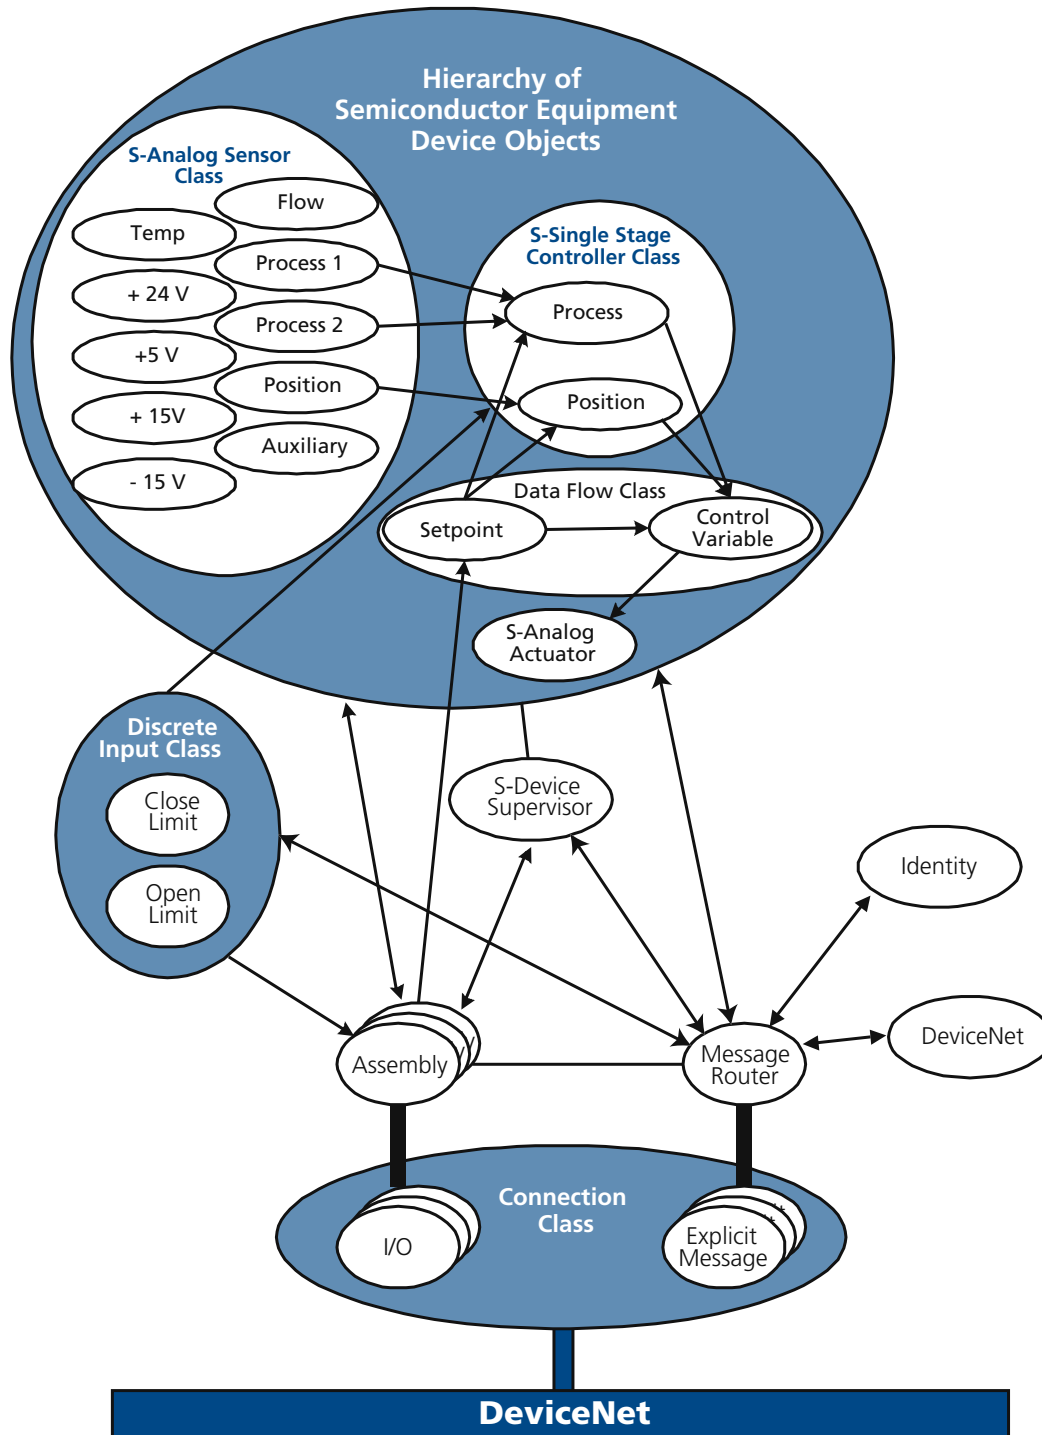 Hierarchy of
Semiconductor Equipment
Device Objects
S-Analog Sensor
Class
Flow
Temp
Process 1
+ 24 V
Process 2
+5 V
Position
+ 15V
Auxiliary
- 15 V
S-Single Stage
Controller Class
Process
Position
Data Flow Class
Setpoint
Control
Variable
S-Analog
Actuator
Discrete
Input Class
Close
Limit
Open
Limit
S-Device
Supervisor
Identity
DeviceNet
Assembly
Message
Router
Connection
Class
I/O
Explicit
Message
DeviceNet